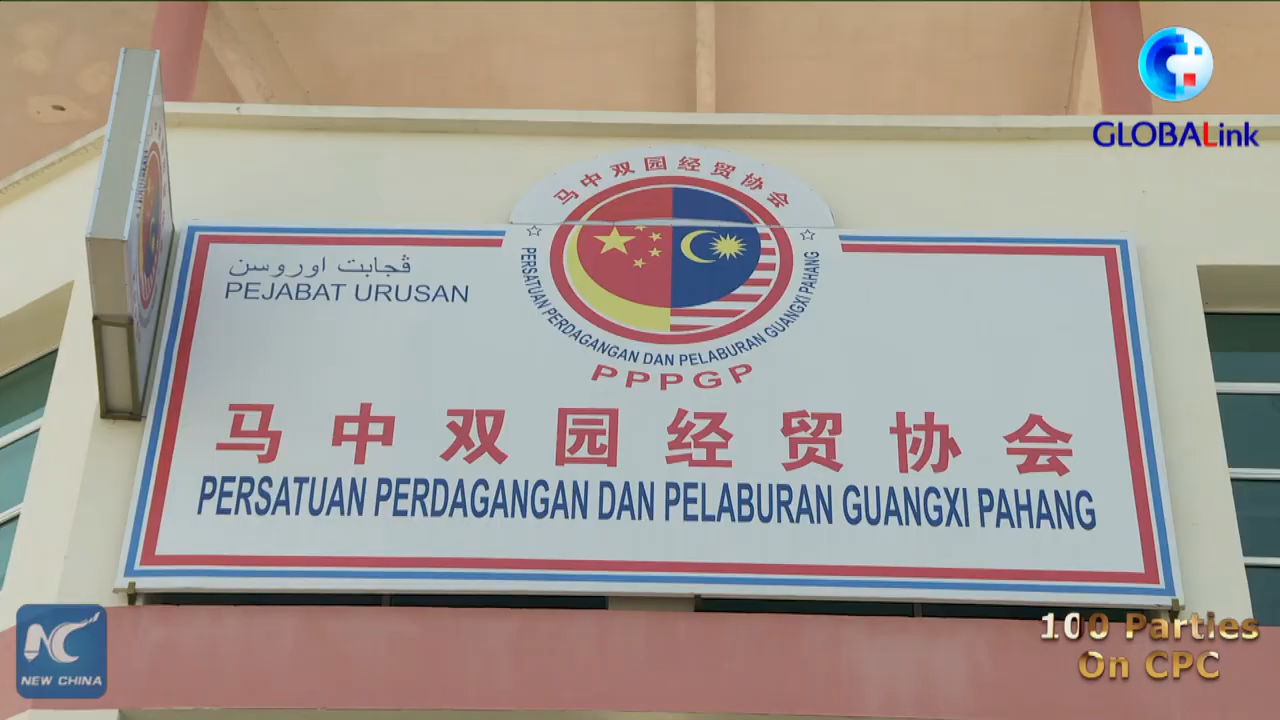 GLOBALink
马中双园经贸协会
PERSATUAN PERDAGANGAN DAN PELABURAN GUANGXI PAHANG
PPPGP
ڤجابت اوروسن
PEJABAT URUSAN
马中双园经贸协会
PERSATUAN PERDAGANGAN DAN PELABURAN GUANGXI PAHANG
NC
NEW CHINA
100 Parties
On CPC